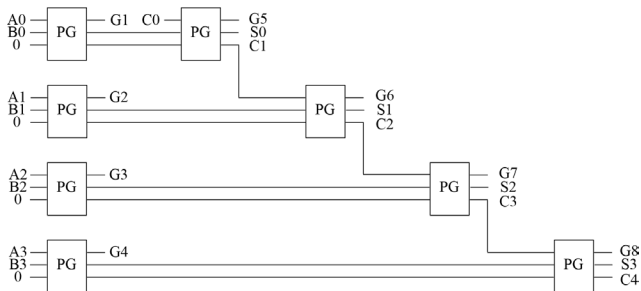 A0 G1 C0 G5
B0 PG PG S0
0 C1
A1 G2 G6
B1 PG PG S1
0 C2
A2 G3 G7
B2 PG PG S2
0 C3
A3 G4 G8
B3 PG PG S3
0 C4